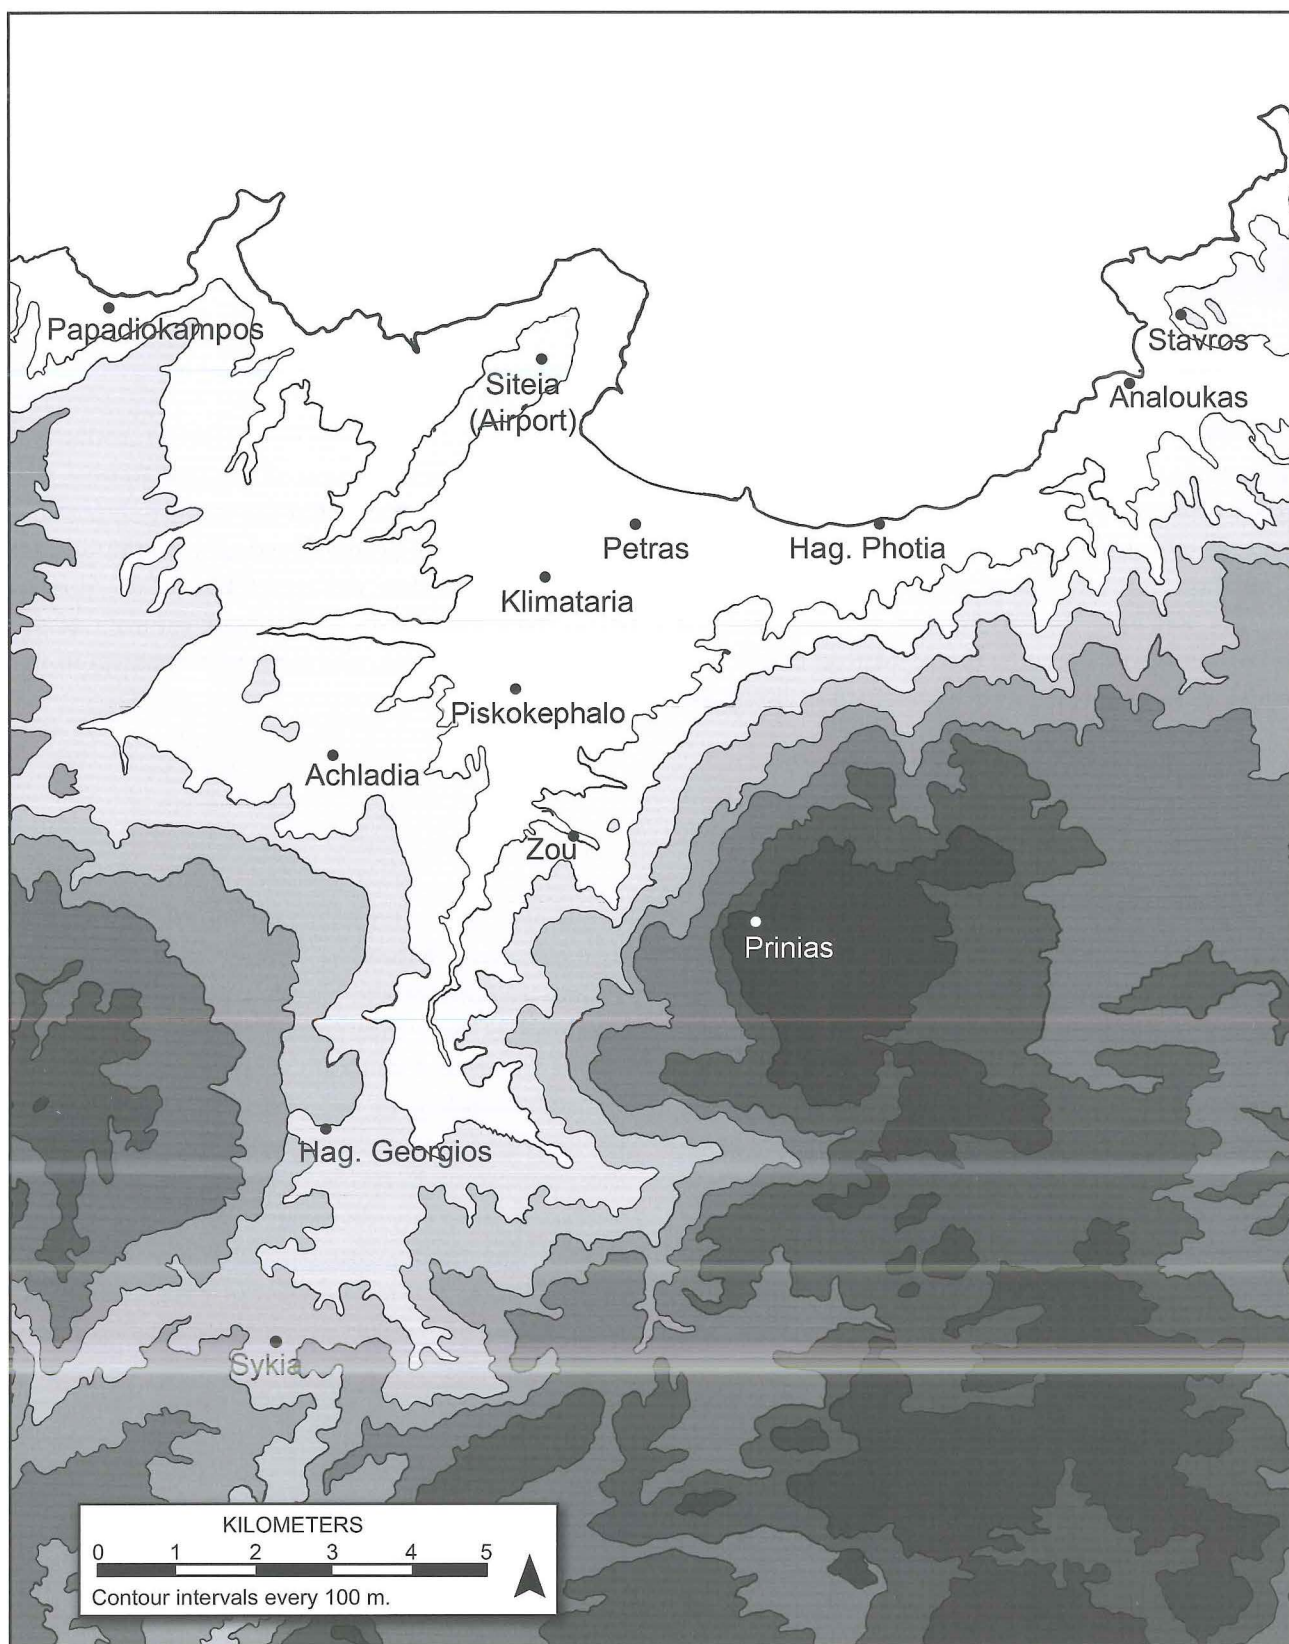 Papadiokampos
Stavros
Siteia
(Airport)
Analoukas
Petras
Hag. Photia
Klimataria
Piskokephalo
Achladia
Zou
Prinias
Hag. Georgios
Sykia
KILOMETERS
0 1 2 3 4 5
Contour intervals every 100 m.